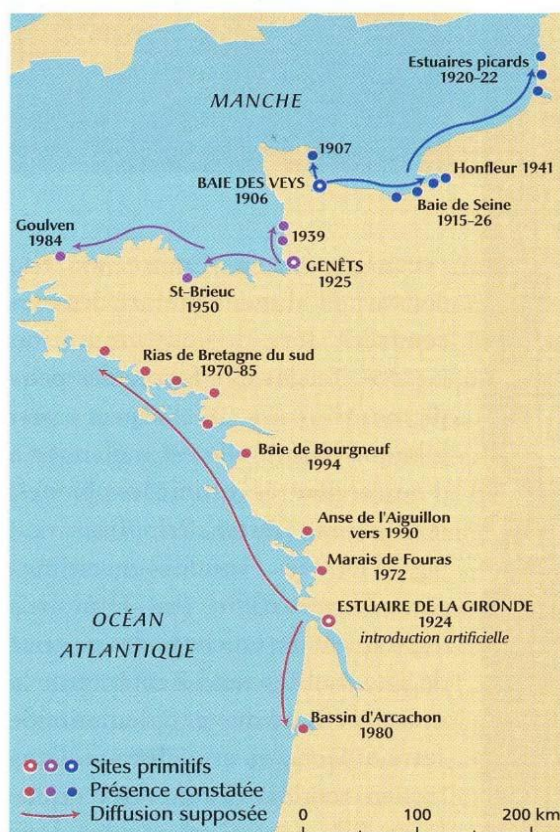 Estuaires picards
1920-22
MANCHE
1907
BAIE DES VEYS
1906
Honfleur 1941
Baie de Seine
1915-26
Goulven
1984
1939
GENÊTS
1925
St-Brieuc
1950
Rias de Bretagne du sud
1970-85
Baie de Bourgneuf
1994
Anse de l'Aiguillon
vers 1990
Marais de Fouras
1972
OCÉAN
ATLANTIQUE
ESTUAIRE DE LA GIRONDE
1924
introduction artificielle
Bassin d'Arcachon
1980
Sites primitifs
Présence constatée
Diffusion supposée
0 100 200 km